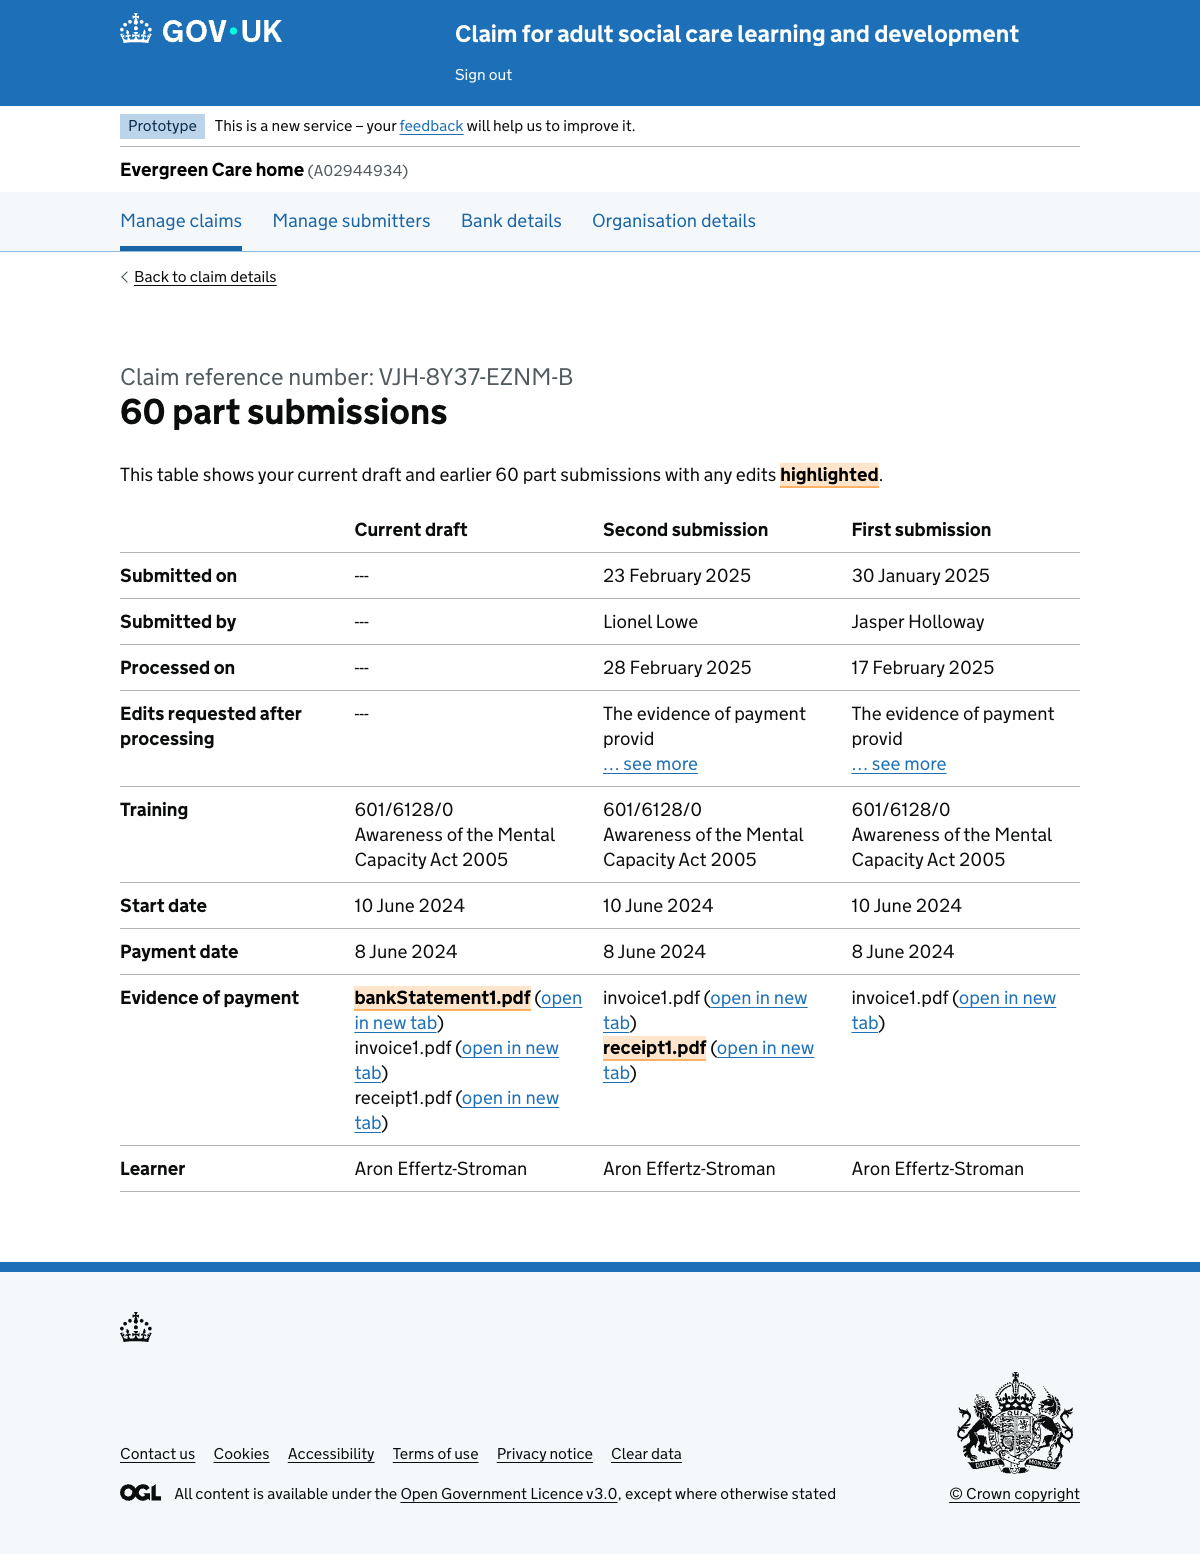 GOV·UK
Claim for adult social care learning and development
Sign out
Prototype This is a new service – your feedback will help us to improve it.
Evergreen Care home (A02944934)
Manage claims Manage submitters Bank details Organisation details
Back to claim details
Claim reference number: VJH-8Y37-EZNM-B
60 part submissions
This table shows your current draft and earlier 60 part submissions with any edits highlighted.
Current draft Second submission First submission
Submitted on --- 23 February 2025 30 January 2025
Submitted by --- Lionel Lowe Jasper Holloway
Processed on --- 28 February 2025 17 February 2025
Edits requested after --- The evidence of payment The evidence of payment
processing provid provid
… see more … see more
Training 601/6128/0 601/6128/0 601/6128/0
Awareness of the Mental Awareness of the Mental Awareness of the Mental
Capacity Act 2005 Capacity Act 2005 Capacity Act 2005
Start date 10 June 2024 10 June 2024 10 June 2024
Payment date 8 June 2024 8 June 2024 8 June 2024
Evidence of payment bankStatement1.pdf (open invoice1.pdf (open in new invoice1.pdf (open in new
in new tab) tab) tab)
invoice1.pdf (open in new receipt1.pdf (open in new
tab) tab)
receipt1.pdf (open in new
tab)
Learner Aron Effertz-Stroman Aron Effertz-Stroman Aron Effertz-Stroman
Contact us Cookies Accessibility Terms of use Privacy notice Clear data
OGL All content is available under the Open Government Licence v3.0, except where otherwise stated
© Crown copyright